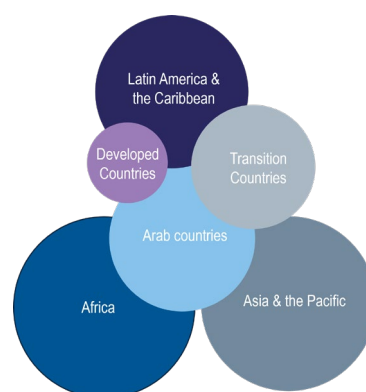 Latin America &
the Caribbean
Developed
Countries
Transition
Countries
Arab countries
Africa
Asia & the Pacific